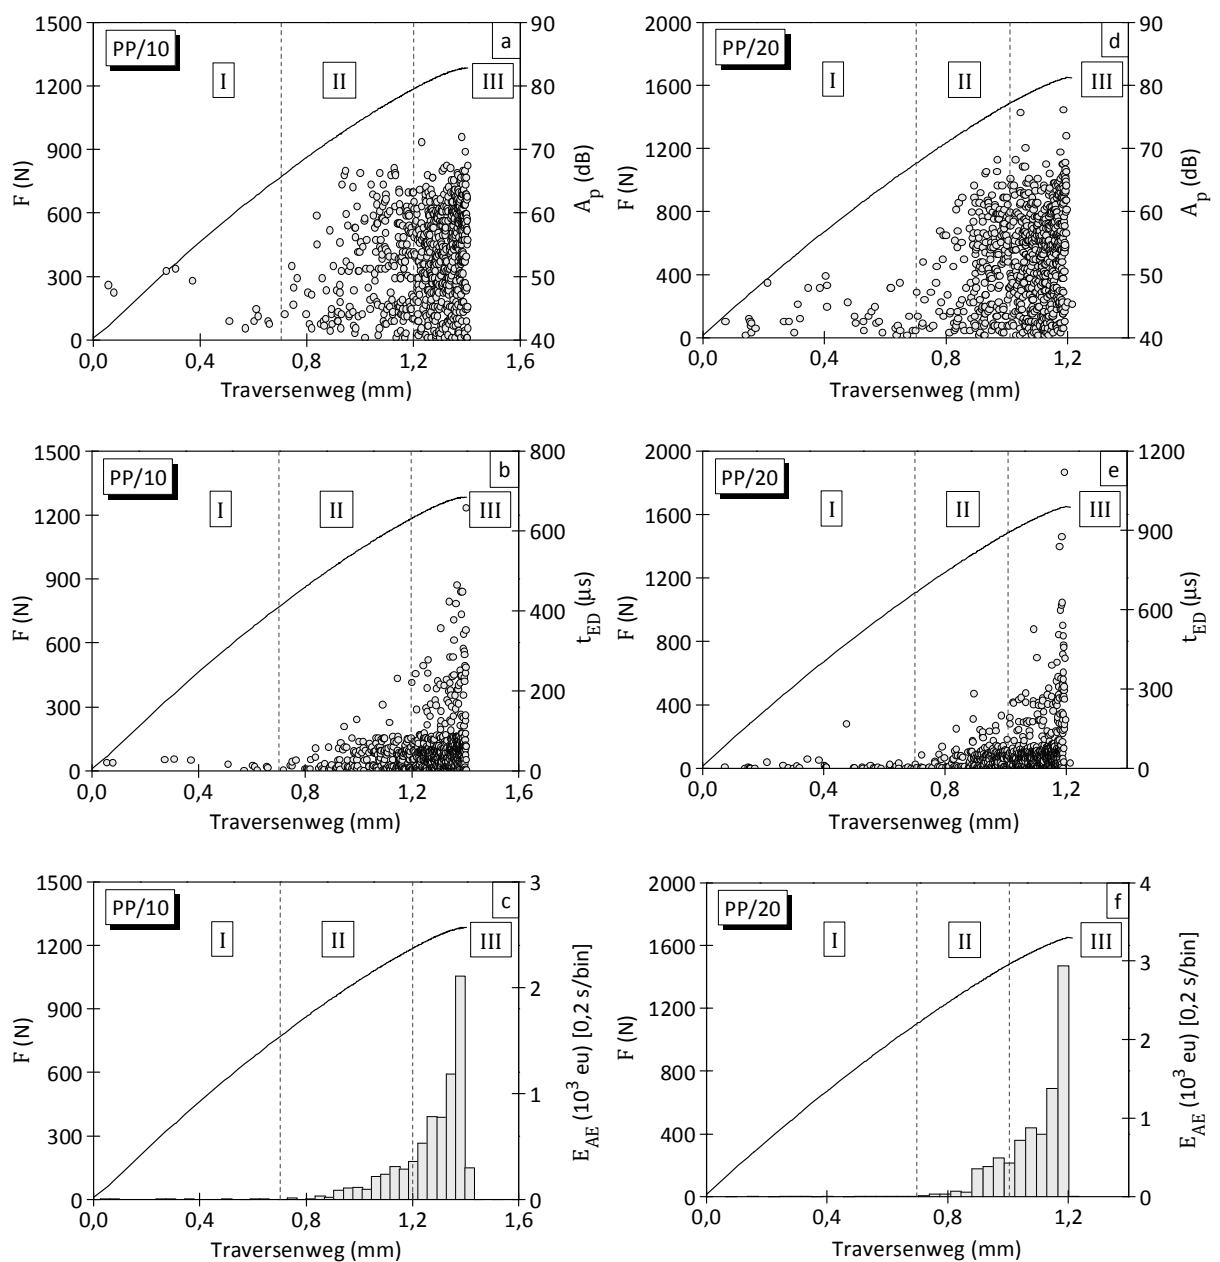 1500
1200
900
600
300
0
F (N)
PP/10
I
II
III
a
90
80
70
60
50
40
A_p (dB)
0,0 0,4 0,8 1,2 1,6
Traversenweg (mm)
2000
1600
1200
800
400
0
F (N)
PP/20
I
II
III
d
90
80
70
60
50
40
A_p (dB)
0,0 0,4 0,8 1,2
Traversenweg (mm)
1500
1200
900
600
300
0
F (N)
PP/10
I
II
III
b
800
600
400
200
0
t_ED (µs)
0,0 0,4 0,8 1,2 1,6
Traversenweg (mm)
2000
1600
1200
800
400
0
F (N)
PP/20
I
II
III
e
1200
900
600
300
0
t_ED (µs)
0,0 0,4 0,8 1,2
Traversenweg (mm)
1500
1200
900
600
300
0
F (N)
PP/10
I
II
III
c
3
2
1
0
E_AE (10^3 eu) [0,2 s/bin]
0,0 0,4 0,8 1,2 1,6
Traversenweg (mm)
2000
1600
1200
800
400
0
F (N)
PP/20
I
II
III
f
4
3
2
1
0
E_AE (10^3 eu) [0,2 s/bin]
0,0 0,4 0,8 1,2
Traversenweg (mm)